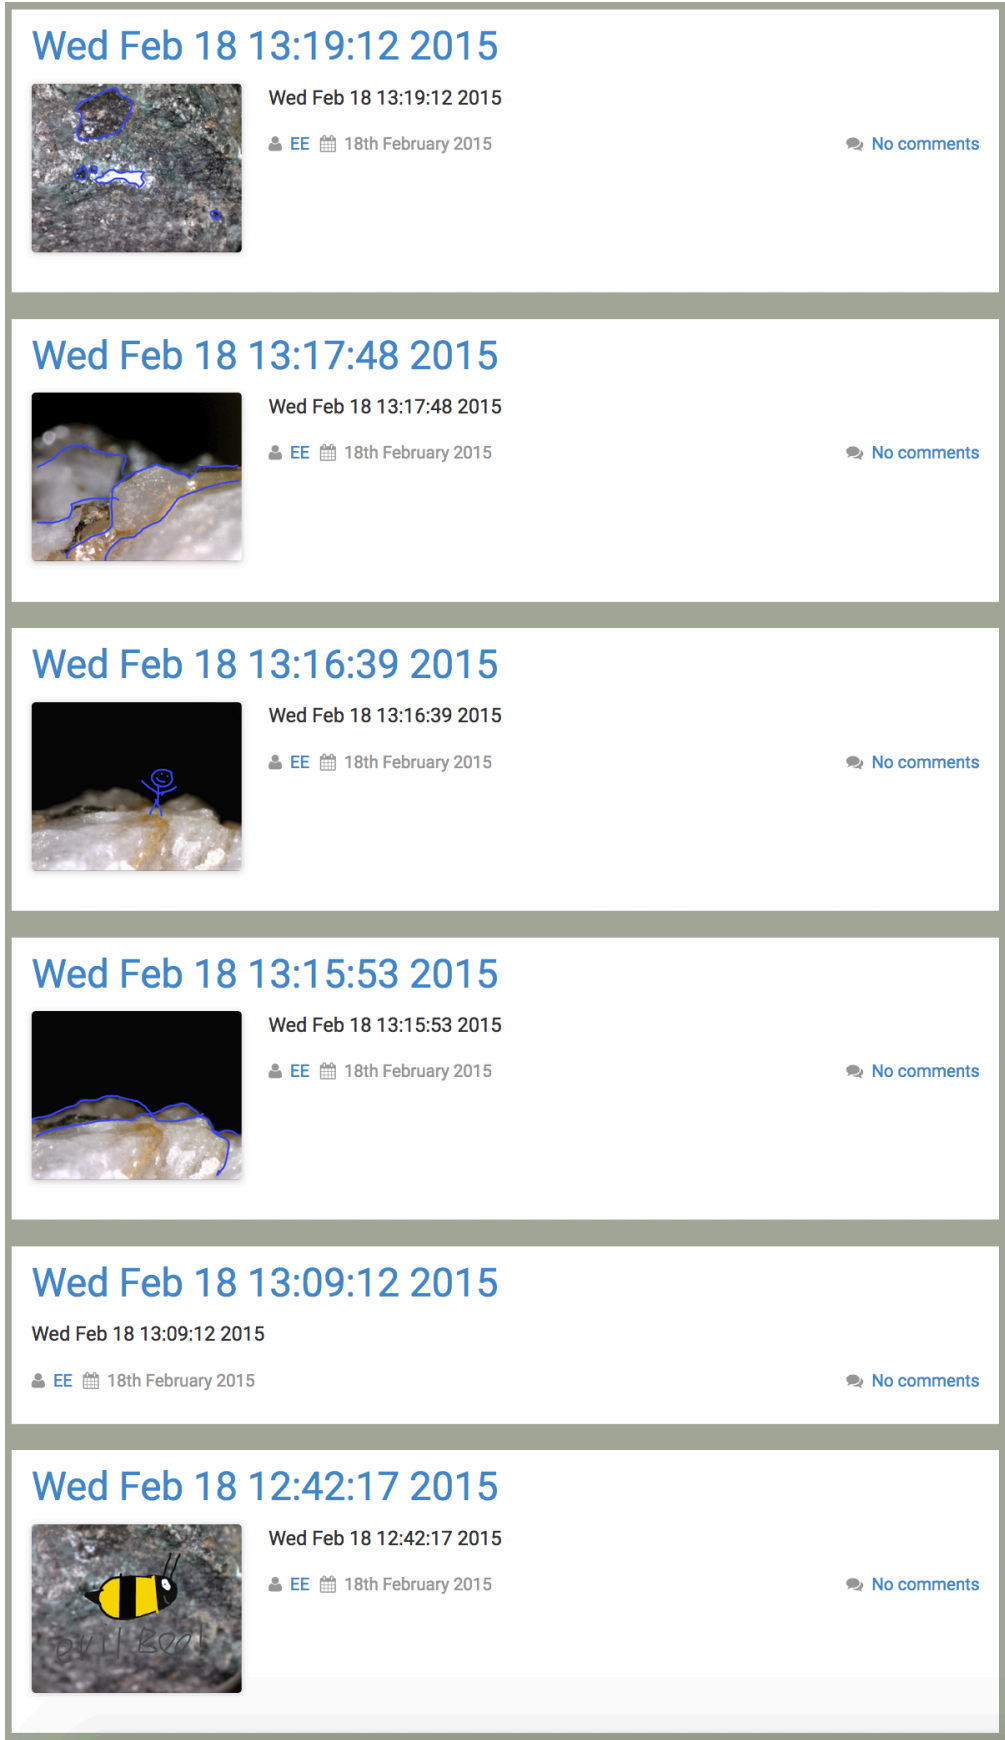 Wed Feb 18 13:19:12 2015
Wed Feb 18 13:19:12 2015
EE 18th February 2015 No comments
Wed Feb 18 13:17:48 2015
Wed Feb 18 13:17:48 2015
EE 18th February 2015 No comments
Wed Feb 18 13:16:39 2015
Wed Feb 18 13:16:39 2015
EE 18th February 2015 No comments
Wed Feb 18 13:15:53 2015
Wed Feb 18 13:15:53 2015
EE 18th February 2015 No comments
Wed Feb 18 13:09:12 2015
Wed Feb 18 13:09:12 2015
EE 18th February 2015 No comments
Wed Feb 18 12:42:17 2015
Wed Feb 18 12:42:17 2015
EE 18th February 2015 No comments
evil Bee!